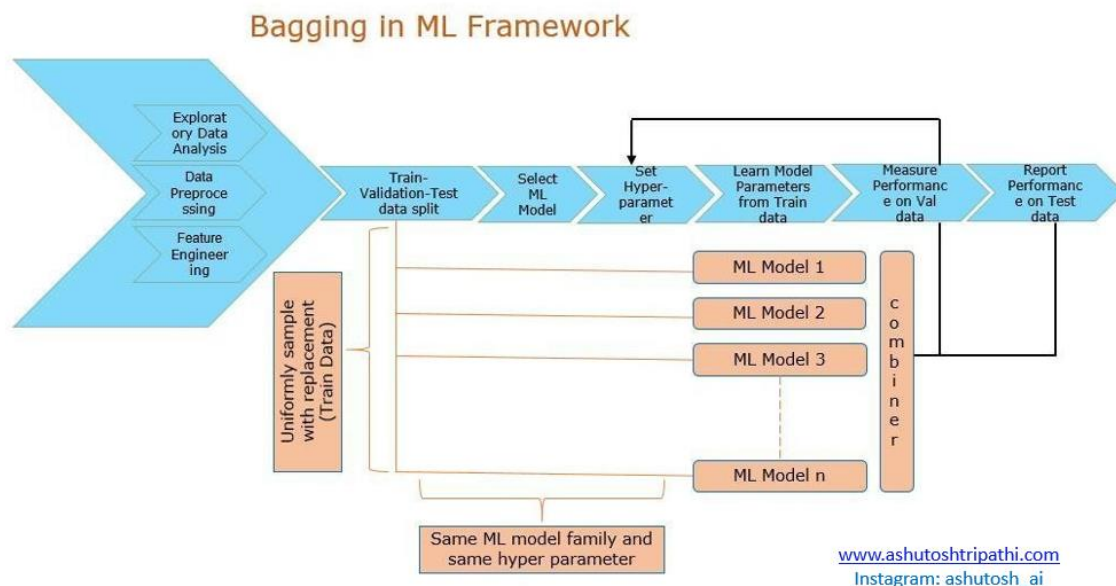 Bagging in ML Framework
Explorat
ory Data
Analysis
Data
Preproce
ssing
Feature
Engineer
ing
Train-
Validation-Test
data split
Select
ML
Model
Set
Hyper-
paramet
er
Learn Model
Parameters
from Train
data
Measure
Performanc
e on Val
data
Report
Performanc
e on Test
data
Uniformly sample
with replacement
(Train Data)
ML Model 1
ML Model 2
ML Model 3
ML Model n
combiner
Same ML model family and
same hyper parameter
www.ashutoshtripathi.com
Instagram: ashutosh_ai